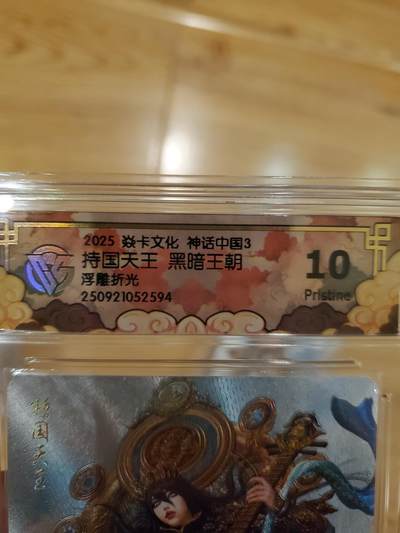 2025 焱卡文化 神话中国3
持国天王 黑暗王朝
浮雕折光
250921052594
10
Pristine
持国天王